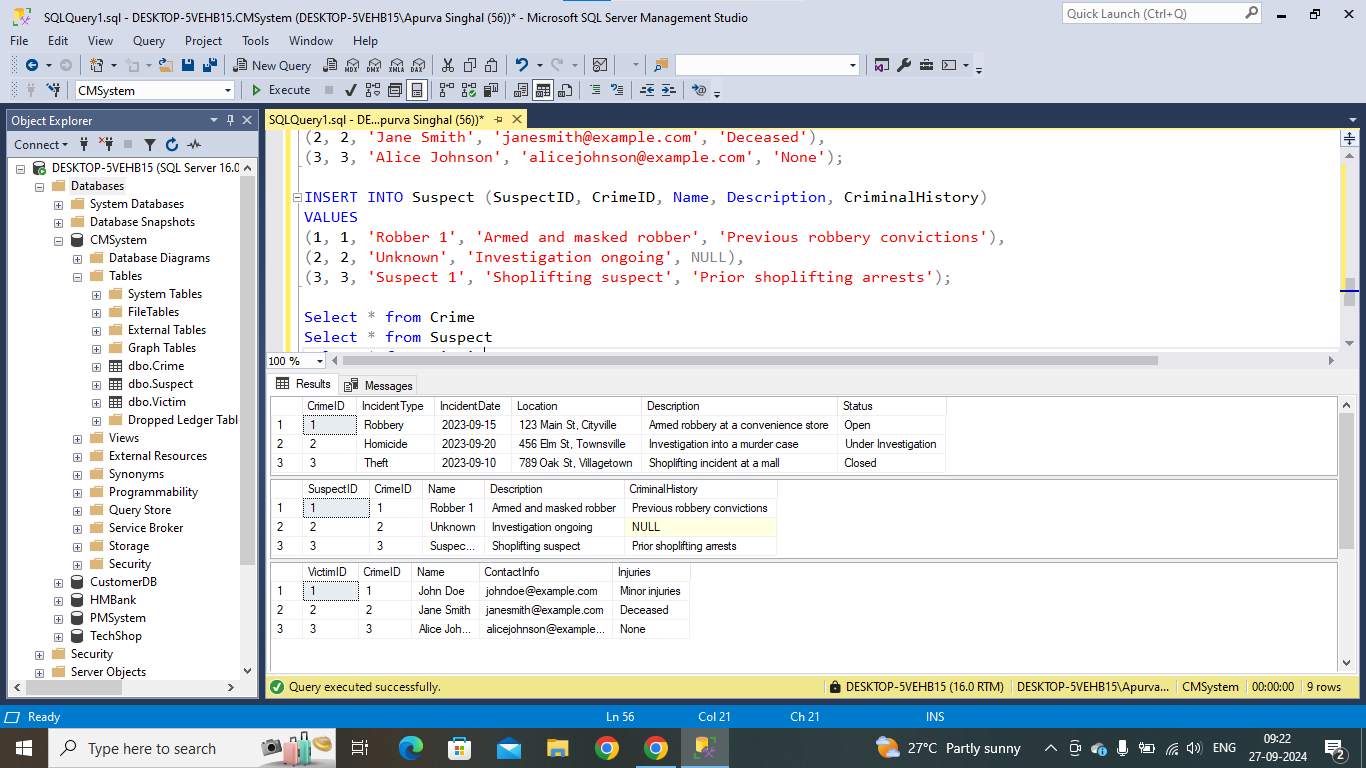 SQLQuery1.sql - DESKTOP-5VEHB15.CMSystem (DESKTOP-5VEHB15\Apurva Singhal (56))* - Microsoft SQL Server Management Studio
Quick Launch (Ctrl+Q)
File Edit View Query Project Tools Window Help
New Query MDX DMX XMLA DAX
CMSystem Execute
Object Explorer
SQLQuery1.sql - DE...purva Singhal (56))*
Connect
DESKTOP-5VEHB15 (SQL Server 16.0
Databases
System Databases
Database Snapshots
CMSystem
Database Diagrams
Tables
System Tables
FileTables
External Tables
Graph Tables
dbo.Crime
dbo.Suspect
dbo.Victim
Dropped Ledger Tabl
Views
External Resources
Synonyms
Programmability
Query Store
Service Broker
Storage
Security
CustomerDB
HMBank
PMSystem
TechShop
Security
Server Objects
(2, 2, 'Jane Smith', 'janesmith@example.com', 'Deceased'),
(3, 3, 'Alice Johnson', 'alicejohnson@example.com', 'None');
INSERT INTO Suspect (SuspectID, CrimeID, Name, Description, CriminalHistory)
VALUES
(1, 1, 'Robber 1', 'Armed and masked robber', 'Previous robbery convictions'),
(2, 2, 'Unknown', 'Investigation ongoing', NULL),
(3, 3, 'Suspect 1', 'Shoplifting suspect', 'Prior shoplifting arrests');
Select * from Crime
Select * from Suspect
100 %
Results Messages
CrimeID IncidentType IncidentDate Location Description Status
1 1 Robbery 2023-09-15 123 Main St, Cityville Armed robbery at a convenience store Open
2 2 Homicide 2023-09-20 456 Elm St, Townsville Investigation into a murder case Under Investigation
3 3 Theft 2023-09-10 789 Oak St, Villagetown Shoplifting incident at a mall Closed
SuspectID CrimeID Name Description CriminalHistory
1 1 1 Robber 1 Armed and masked robber Previous robbery convictions
2 2 2 Unknown Investigation ongoing NULL
3 3 3 Suspec... Shoplifting suspect Prior shoplifting arrests
VictimID CrimeID Name ContactInfo Injuries
1 1 1 John Doe johndoe@example.com Minor injuries
2 2 2 Jane Smith janesmith@example.com Deceased
3 3 3 Alice Joh... alicejohnson@example... None
Query executed successfully.
DESKTOP-5VEHB15 (16.0 RTM) DESKTOP-5VEHB15\Apurva... CMSystem 00:00:00 9 rows
Ready Ln 56 Col 21 Ch 21 INS
Type here to search
27°C Partly sunny
ENG
09:22
27-09-2024
2